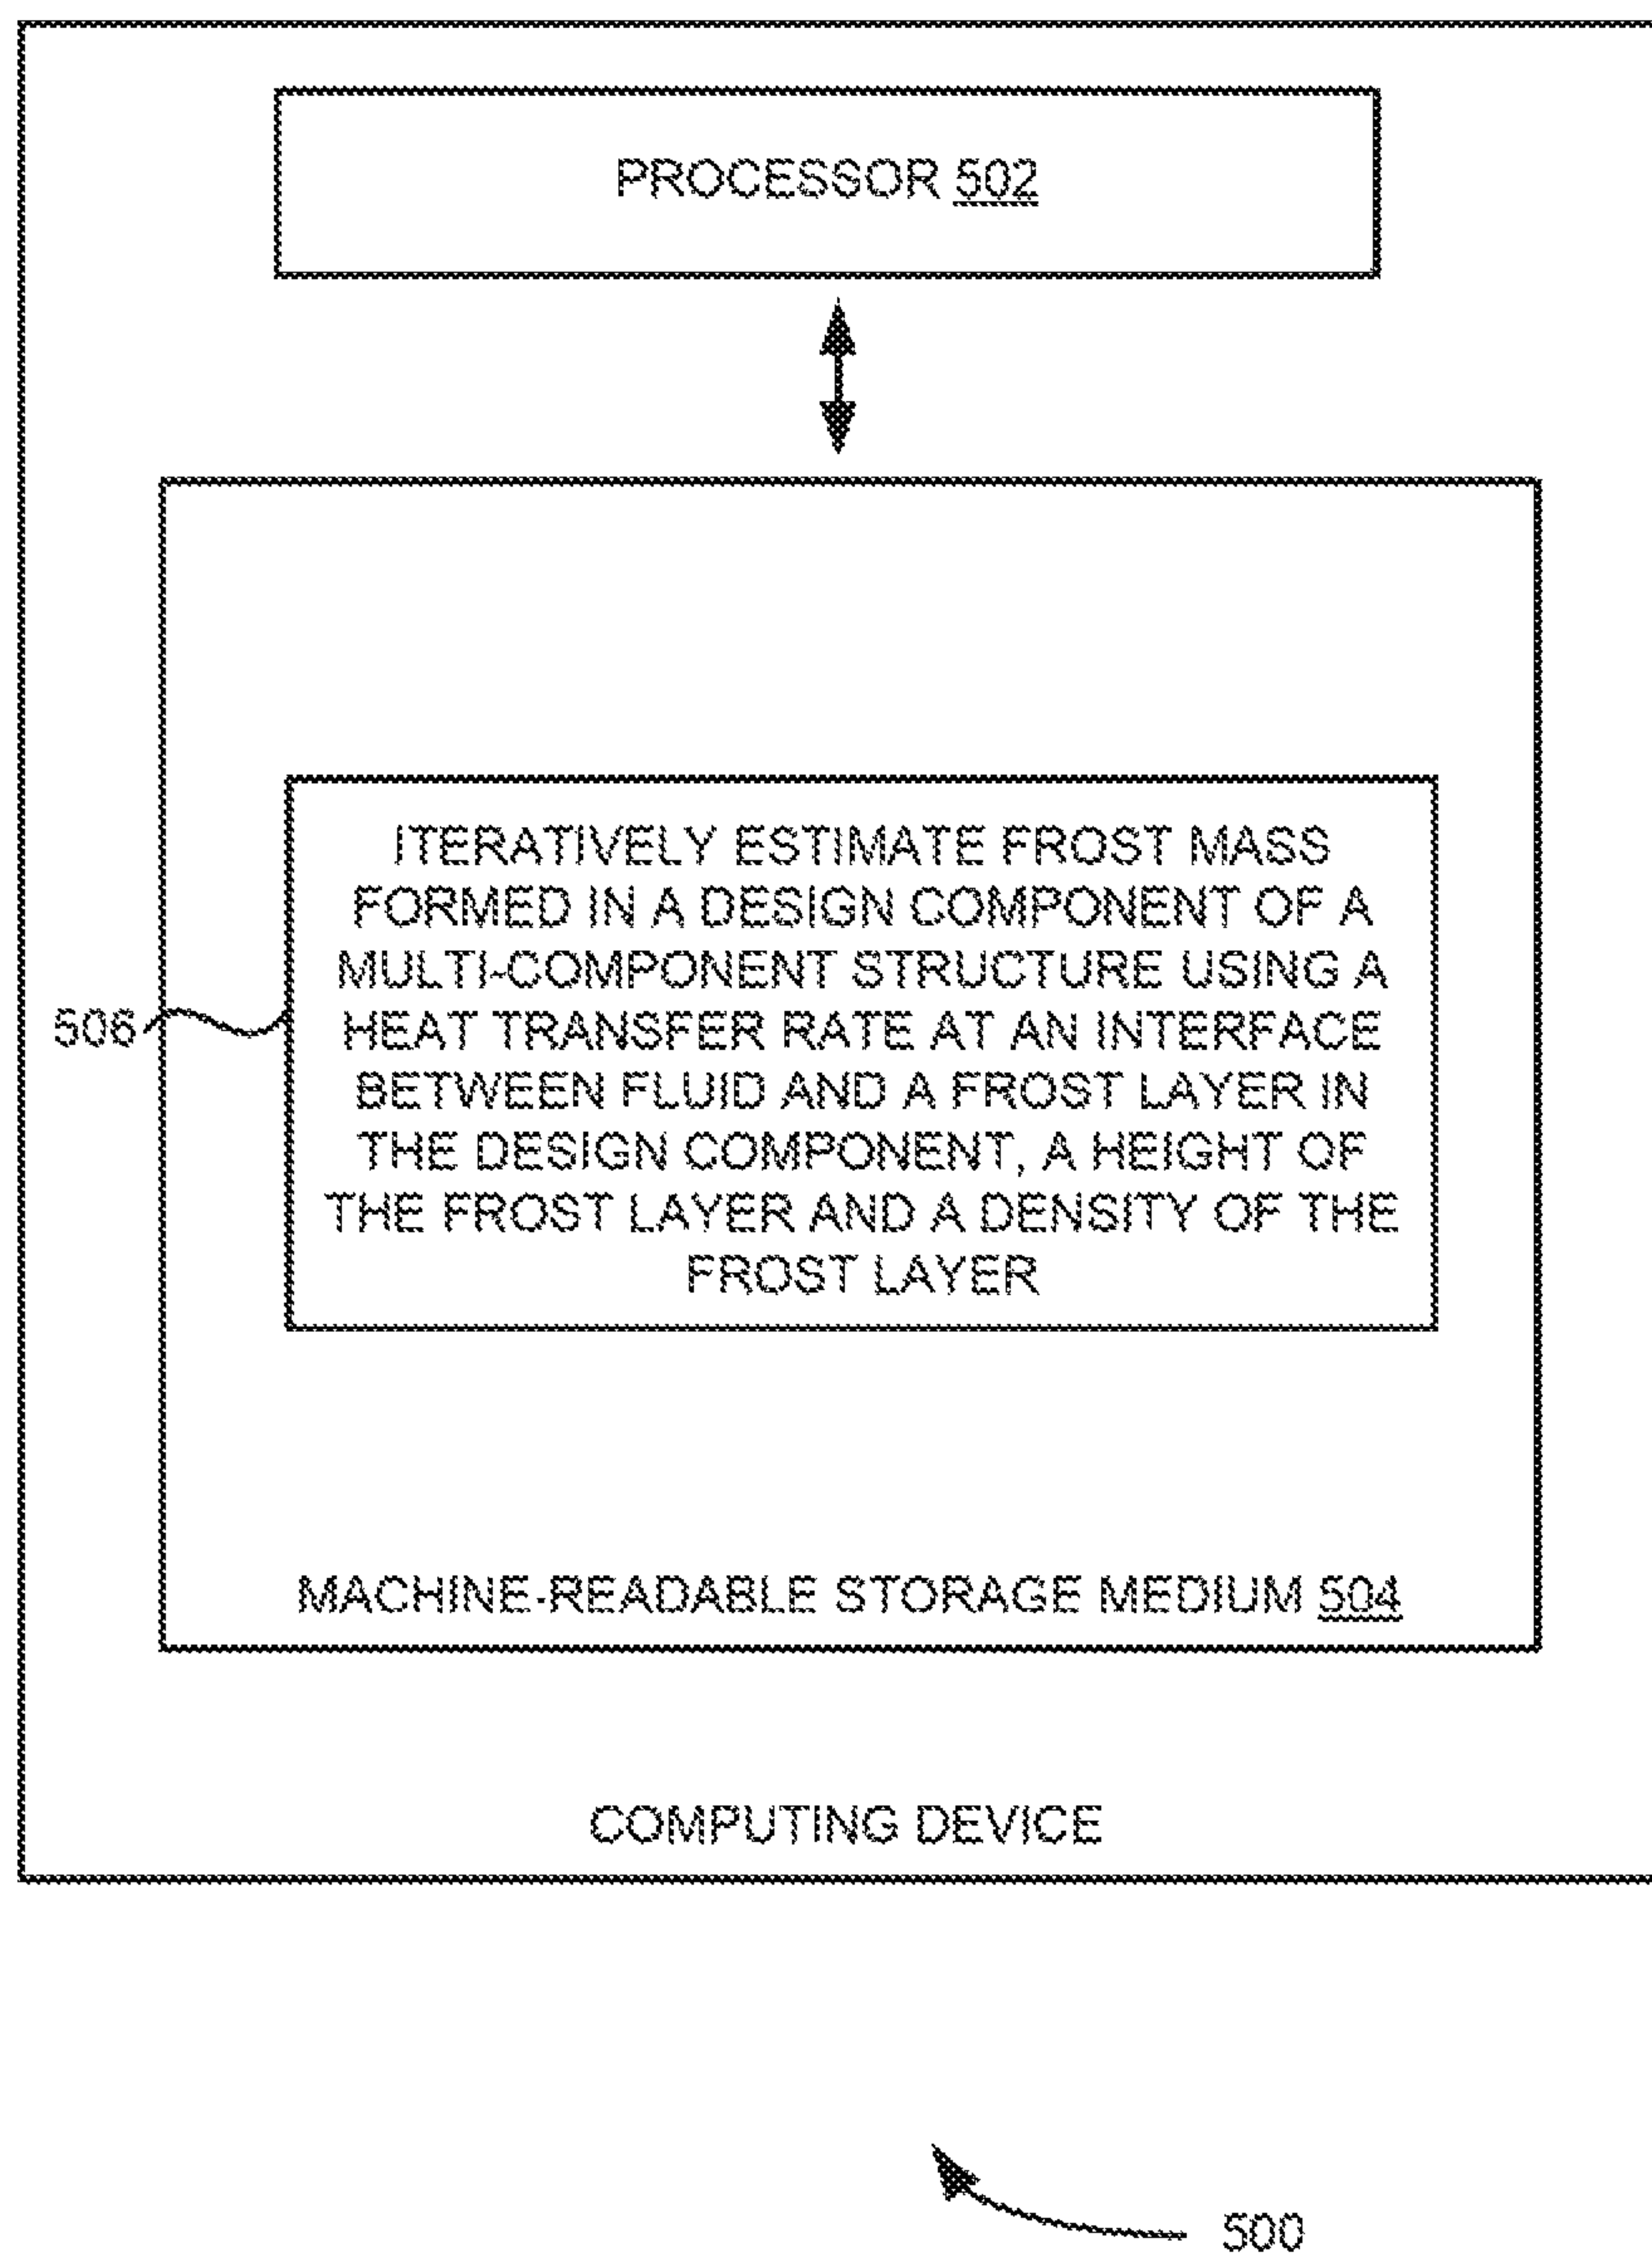 PROCESSOR 502
ITERATIVELY ESTIMATE FROST MASS
FORMED IN A DESIGN COMPONENT OF A
MULTI-COMPONENT STRUCTURE USING A
HEAT TRANSFER RATE AT AN INTERFACE
BETWEEN FLUID AND A FROST LAYER IN
THE DESIGN COMPONENT, A HEIGHT OF
THE FROST LAYER AND A DENSITY OF THE
FROST LAYER
506
MACHINE-READABLE STORAGE MEDIUM 504
COMPUTING DEVICE
500